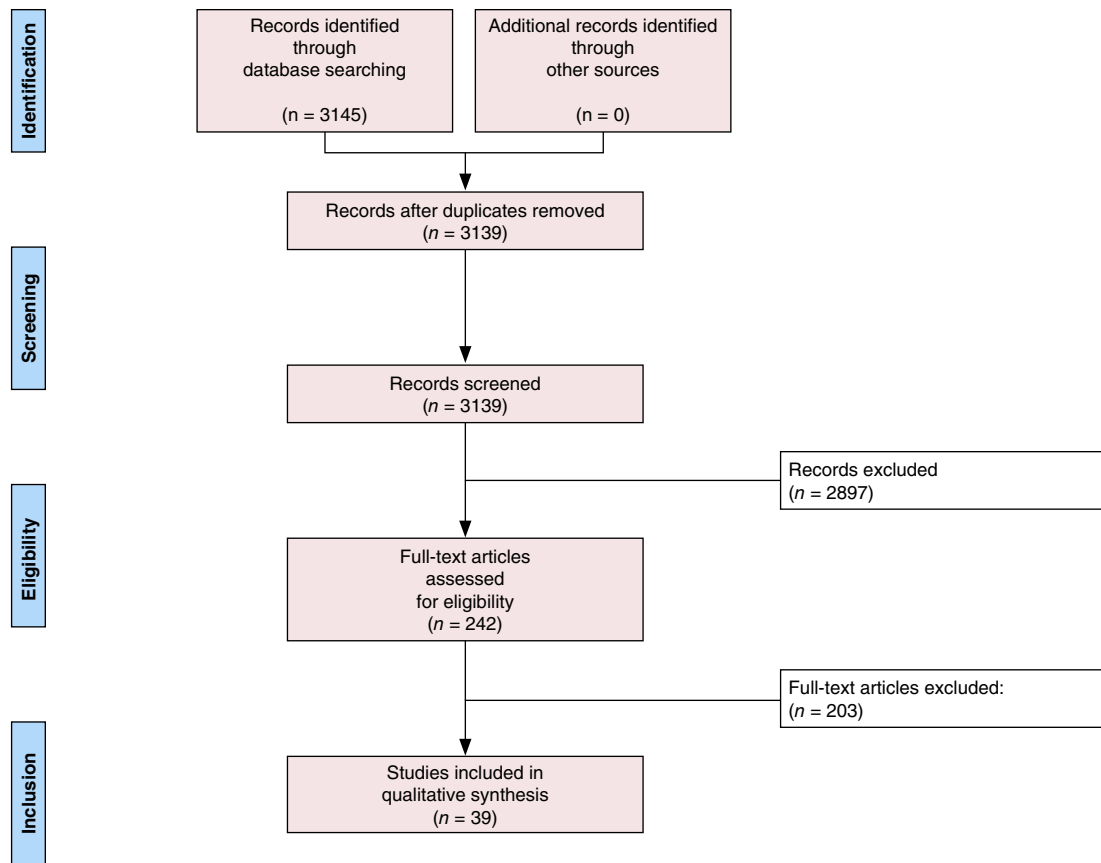 Identification
Records identified
through
database searching
(n = 3145)
Additional records identified
through
other sources
(n = 0)
Records after duplicates removed
(n = 3139)
Screening
Records screened
(n = 3139)
Records excluded
(n = 2897)
Eligibility
Full-text articles
assessed
for eligibility
(n = 242)
Full-text articles excluded:
(n = 203)
Inclusion
Studies included in
qualitative synthesis
(n = 39)